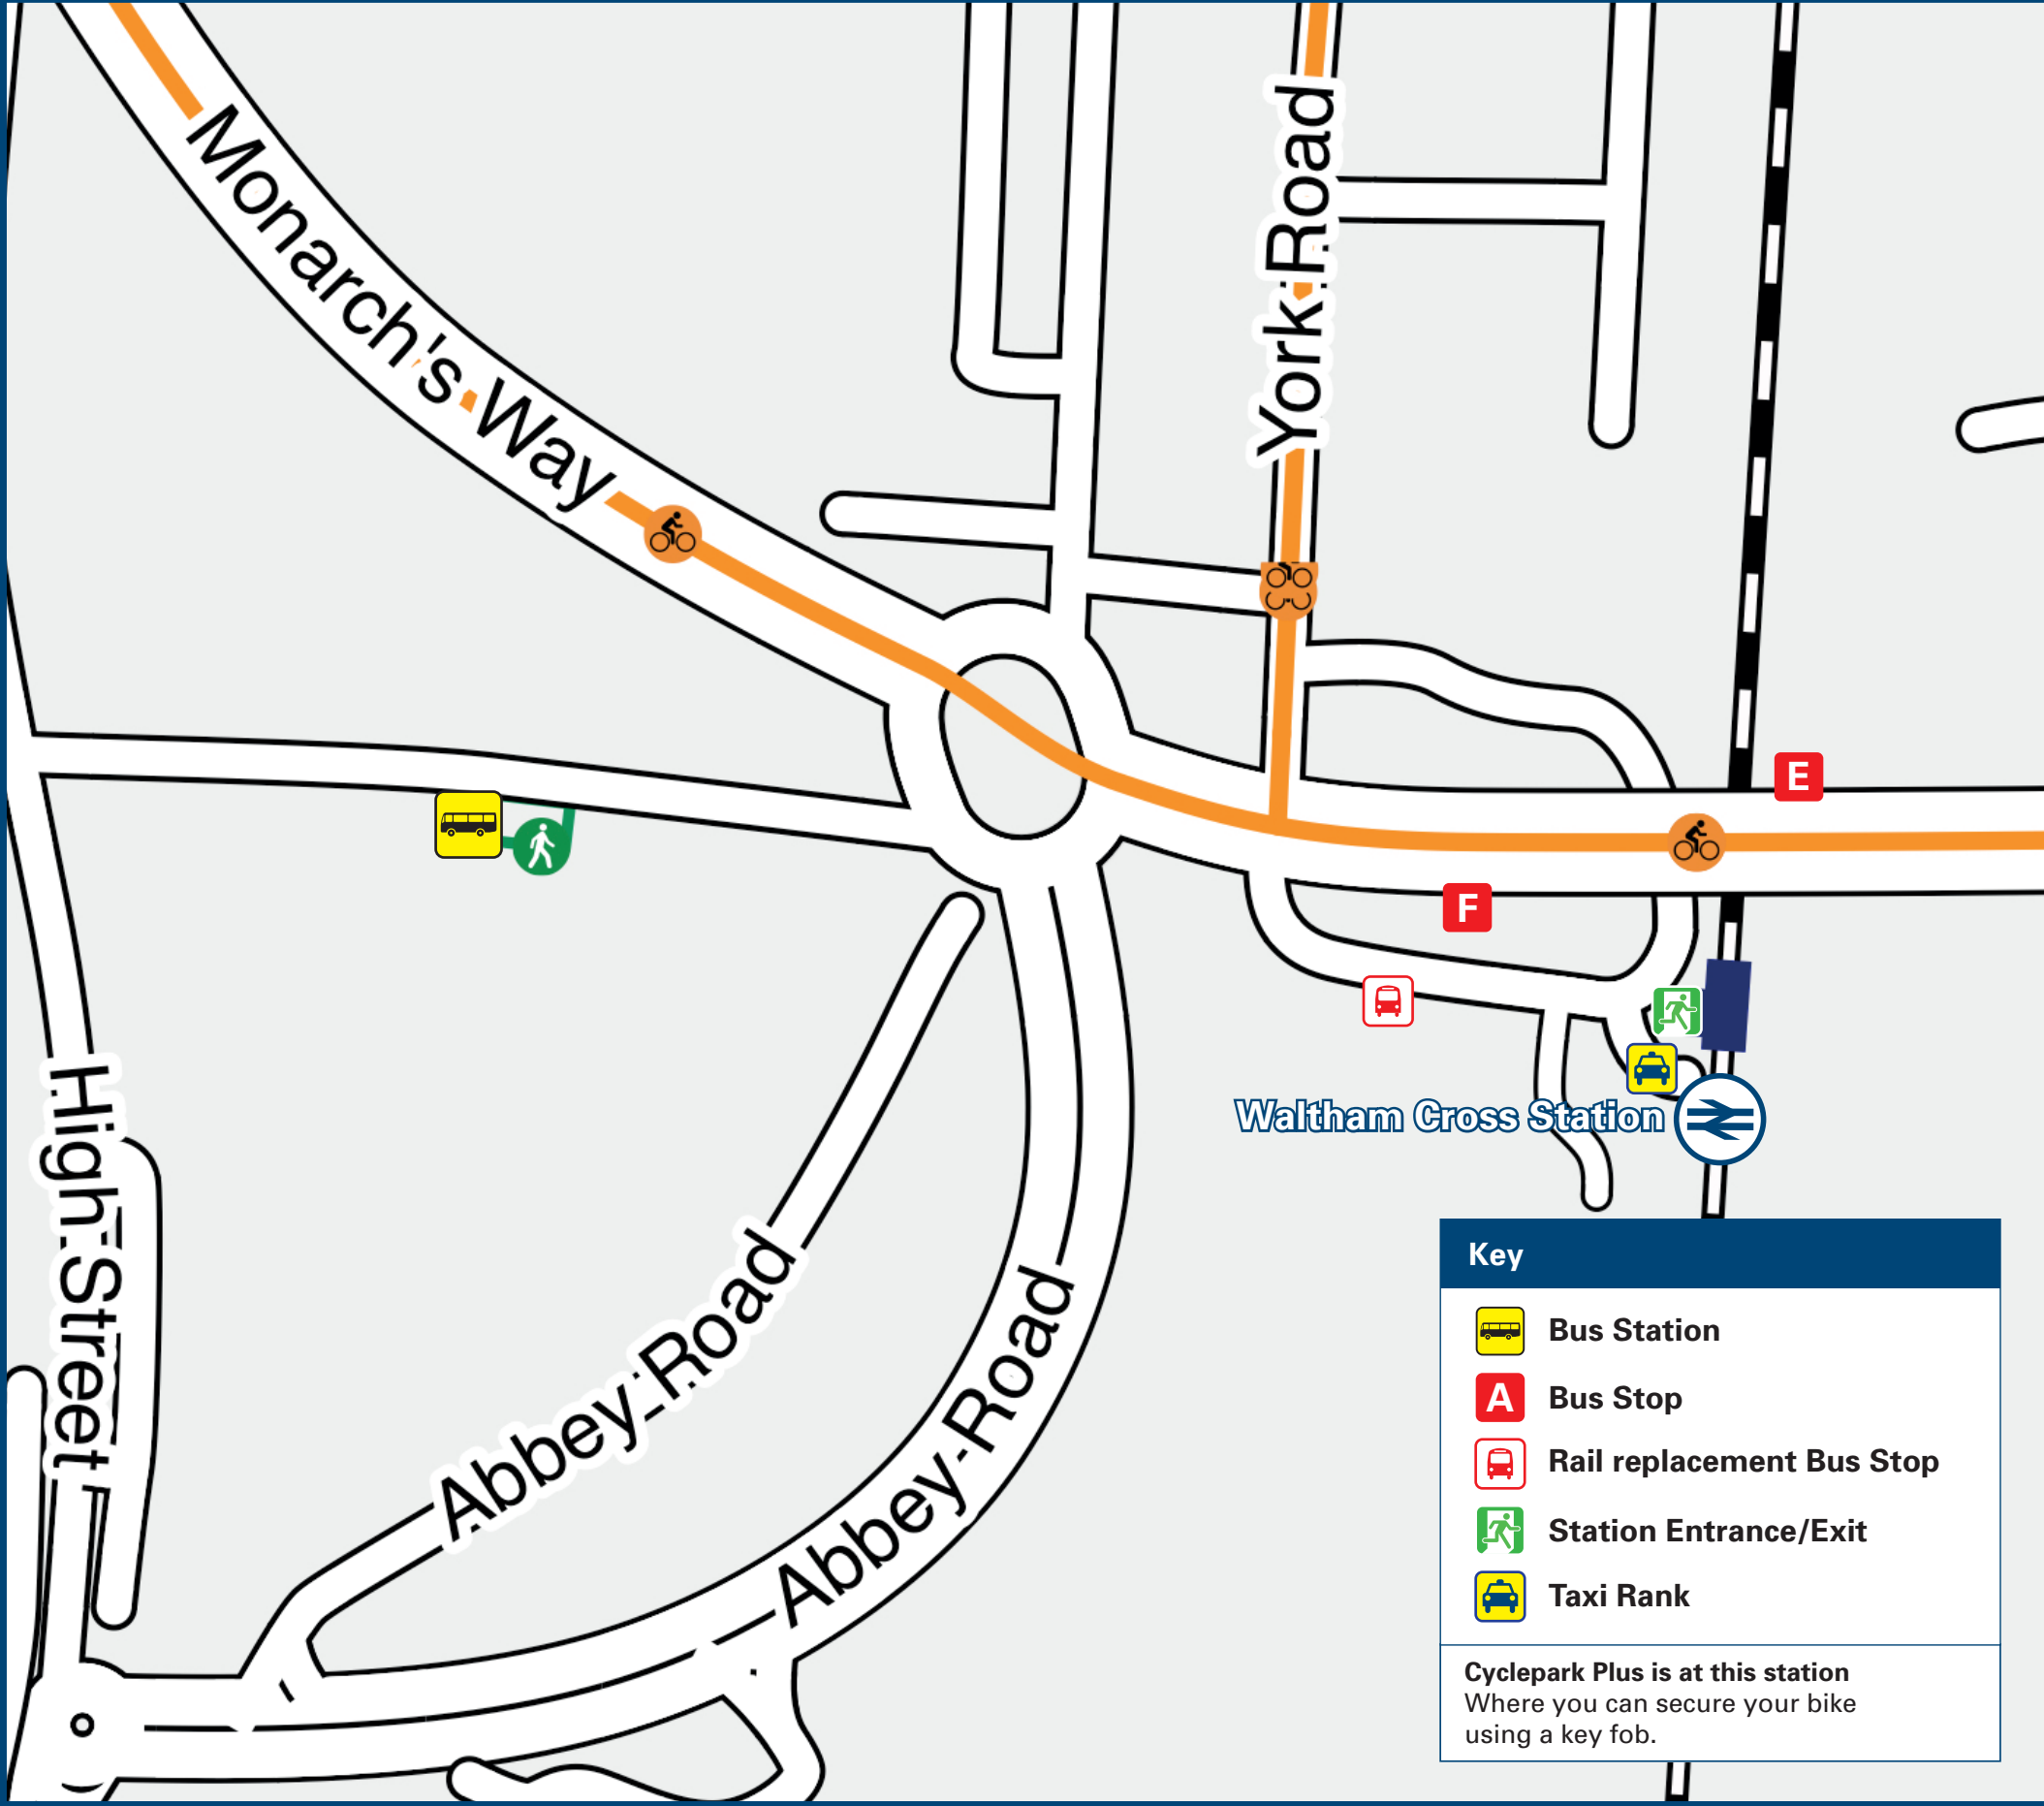 Monarch's Way
York Road
E
F
Waltham Cross Station
High Street
Abbey Road
Abbey Road
Key
Bus Station
A
Bus Stop
Rail replacement Bus Stop
Station Entrance/Exit
Taxi Rank
Cyclepark Plus is at this station
Where you can secure your bike
using a key fob.